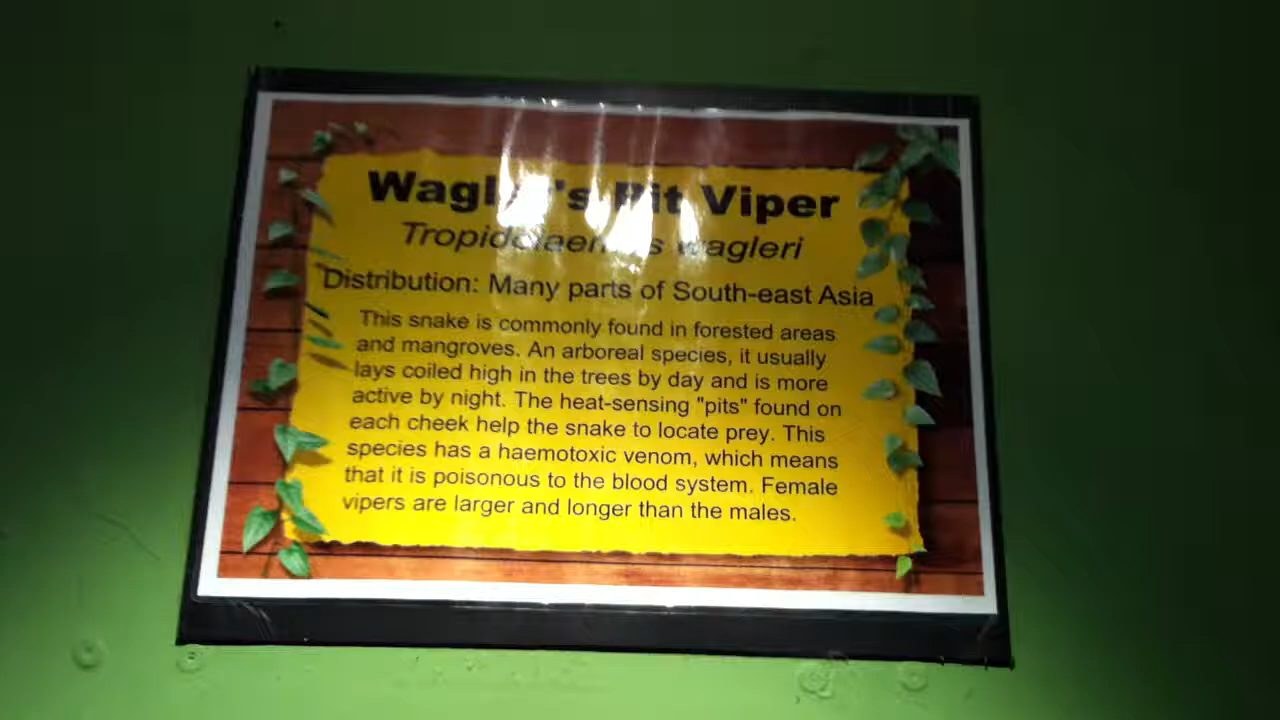 Wagler's Pit Viper
Tropidolaemus wagleri
Distribution: Many parts of South-east Asia
This snake is commonly found in forested areas
and mangroves. An arboreal species, it usually
lays coiled high in the trees by day and is more
active by night. The heat-sensing "pits" found on
each cheek help the snake to locate prey. This
species has a haemotoxic venom, which means
that it is poisonous to the blood system. Female
vipers are larger and longer than the males.